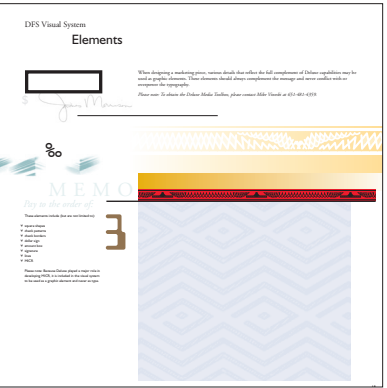 DFS Visual System
Elements
When designing a marketing piece, various details that reflect the full complement of Deluxe capabilities may be
used as graphic elements. These elements should always complement the message and never conflict with or
overpower the typography.
Please note: To obtain the Deluxe Media Toolbox, please contact Mike Vinocki at 651-481-4359.
$
‰
MEMO
Pay to the order of
These elements include (but are not limited to):
square shapes
check patterns
check borders
dollar sign
amount box
signature
lines
MICR
Please note: Because Deluxe played a major role in
developing MICR, it is included in the visual system
to be used as a graphic element and never as type.
3